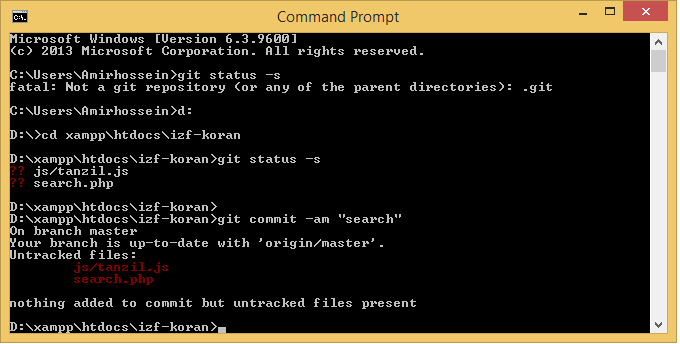 Command Prompt
Microsoft Windows [Version 6.3.9600]
(c) 2013 Microsoft Corporation. All rights reserved.
C:\Users\Amirhossein>git status -s
fatal: Not a git repository (or any of the parent directories): .git
C:\Users\Amirhossein>d:
D:\>cd xampp\htdocs\izf-koran
D:\xampp\htdocs\izf-koran>git status -s
?? js/tanzil.js
?? search.php
D:\xampp\htdocs\izf-koran>
D:\xampp\htdocs\izf-koran>git commit -am "search"
On branch master
Your branch is up-to-date with 'origin/master'.
Untracked files:
js/tanzil.js
search.php
nothing added to commit but untracked files present
D:\xampp\htdocs\izf-koran>